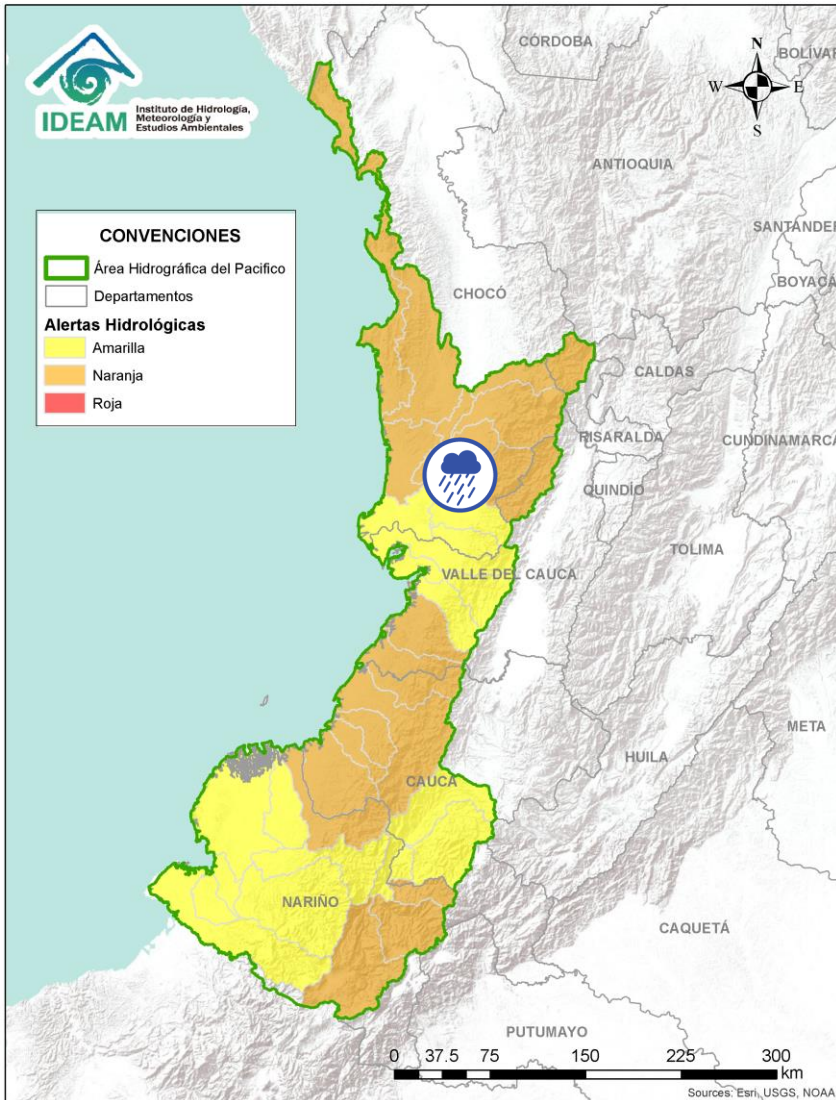 IDEAM
Instituto de Hidrología,
Meteorología y
Estudios Ambientales
CONVENCIONES
Área Hidrográfica del Pacifico
Departamentos
Alertas Hidrológicas
Amarilla
Naranja
Roja
N
W
E
S
CÓRDOBA
BOLÍVAR
ANTIOQUIA
SANTANDER
BOYACÁ
CHOCÓ
CALDAS
RISARALDA
CUNDINAMARCA
QUINDÍO
TOLIMA
VALLE DEL CAUCA
META
HUILA
CAUCA
NARIÑO
CAQUETÁ
PUTUMAYO
0 37.5 75 150 225 300
km
Sources: Esri, USGS, NOAA